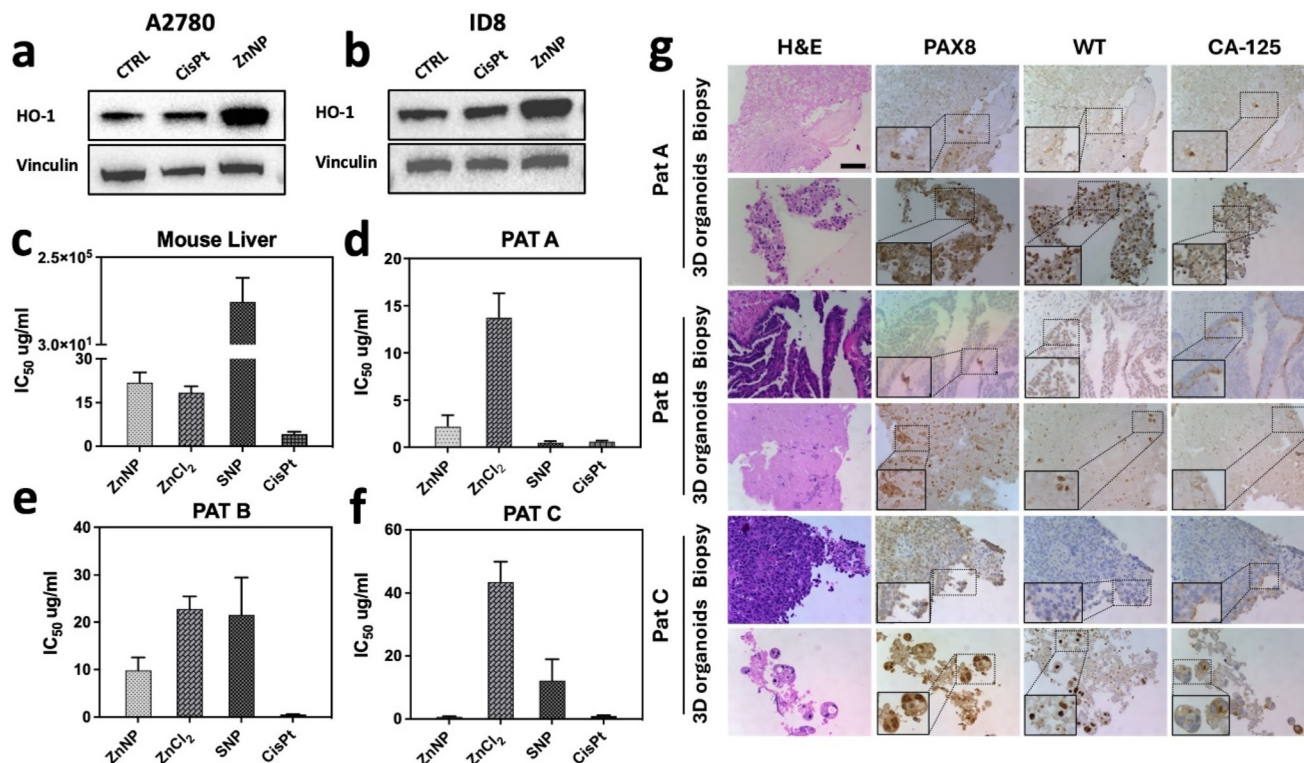 A2780
a
CTRL
CisPt
ZnNP
HO-1
Vinculin
ID8
b
CTRL
CisPt
ZnNP
HO-1
Vinculin
c
Mouse Liver
IC50 ug/ml
2.5×10⁵
3.0×10¹
30
15
0
ZnNP
ZnCl₂
SNP
CisPt
d
PAT A
IC50 ug/ml
20
15
10
5
0
ZnNP
ZnCl₂
SNP
CisPt
e
PAT B
IC50 ug/ml
40
30
20
10
0
ZnNP
ZnCl₂
SNP
CisPt
f
PAT C
IC50 ug/ml
60
40
20
0
ZnNP
ZnCl₂
SNP
CisPt
g
H&E
PAX8
WT
CA-125
Pat A
Biopsy
3D organoids
Pat B
Biopsy
3D organoids
Pat C
Biopsy
3D organoids